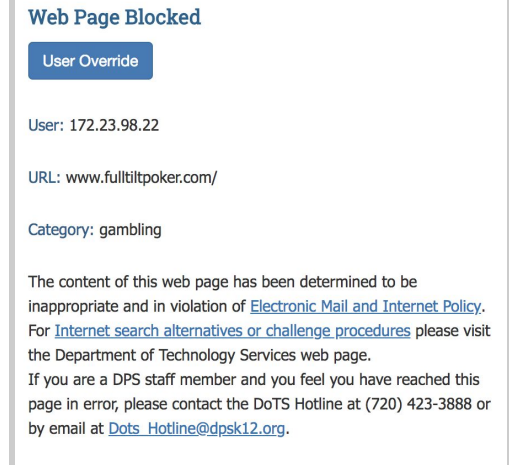 Web Page Blocked
User Override
User: 172.23.98.22
URL: www.fulltiltpoker.com/
Category: gambling
The content of this web page has been determined to be
inappropriate and in violation of Electronic Mail and Internet Policy.
For Internet search alternatives or challenge procedures please visit
the Department of Technology Services web page.
If you are a DPS staff member and you feel you have reached this
page in error, please contact the DoTS Hotline at (720) 423-3888 or
by email at Dots_Hotline@dpsk12.org.